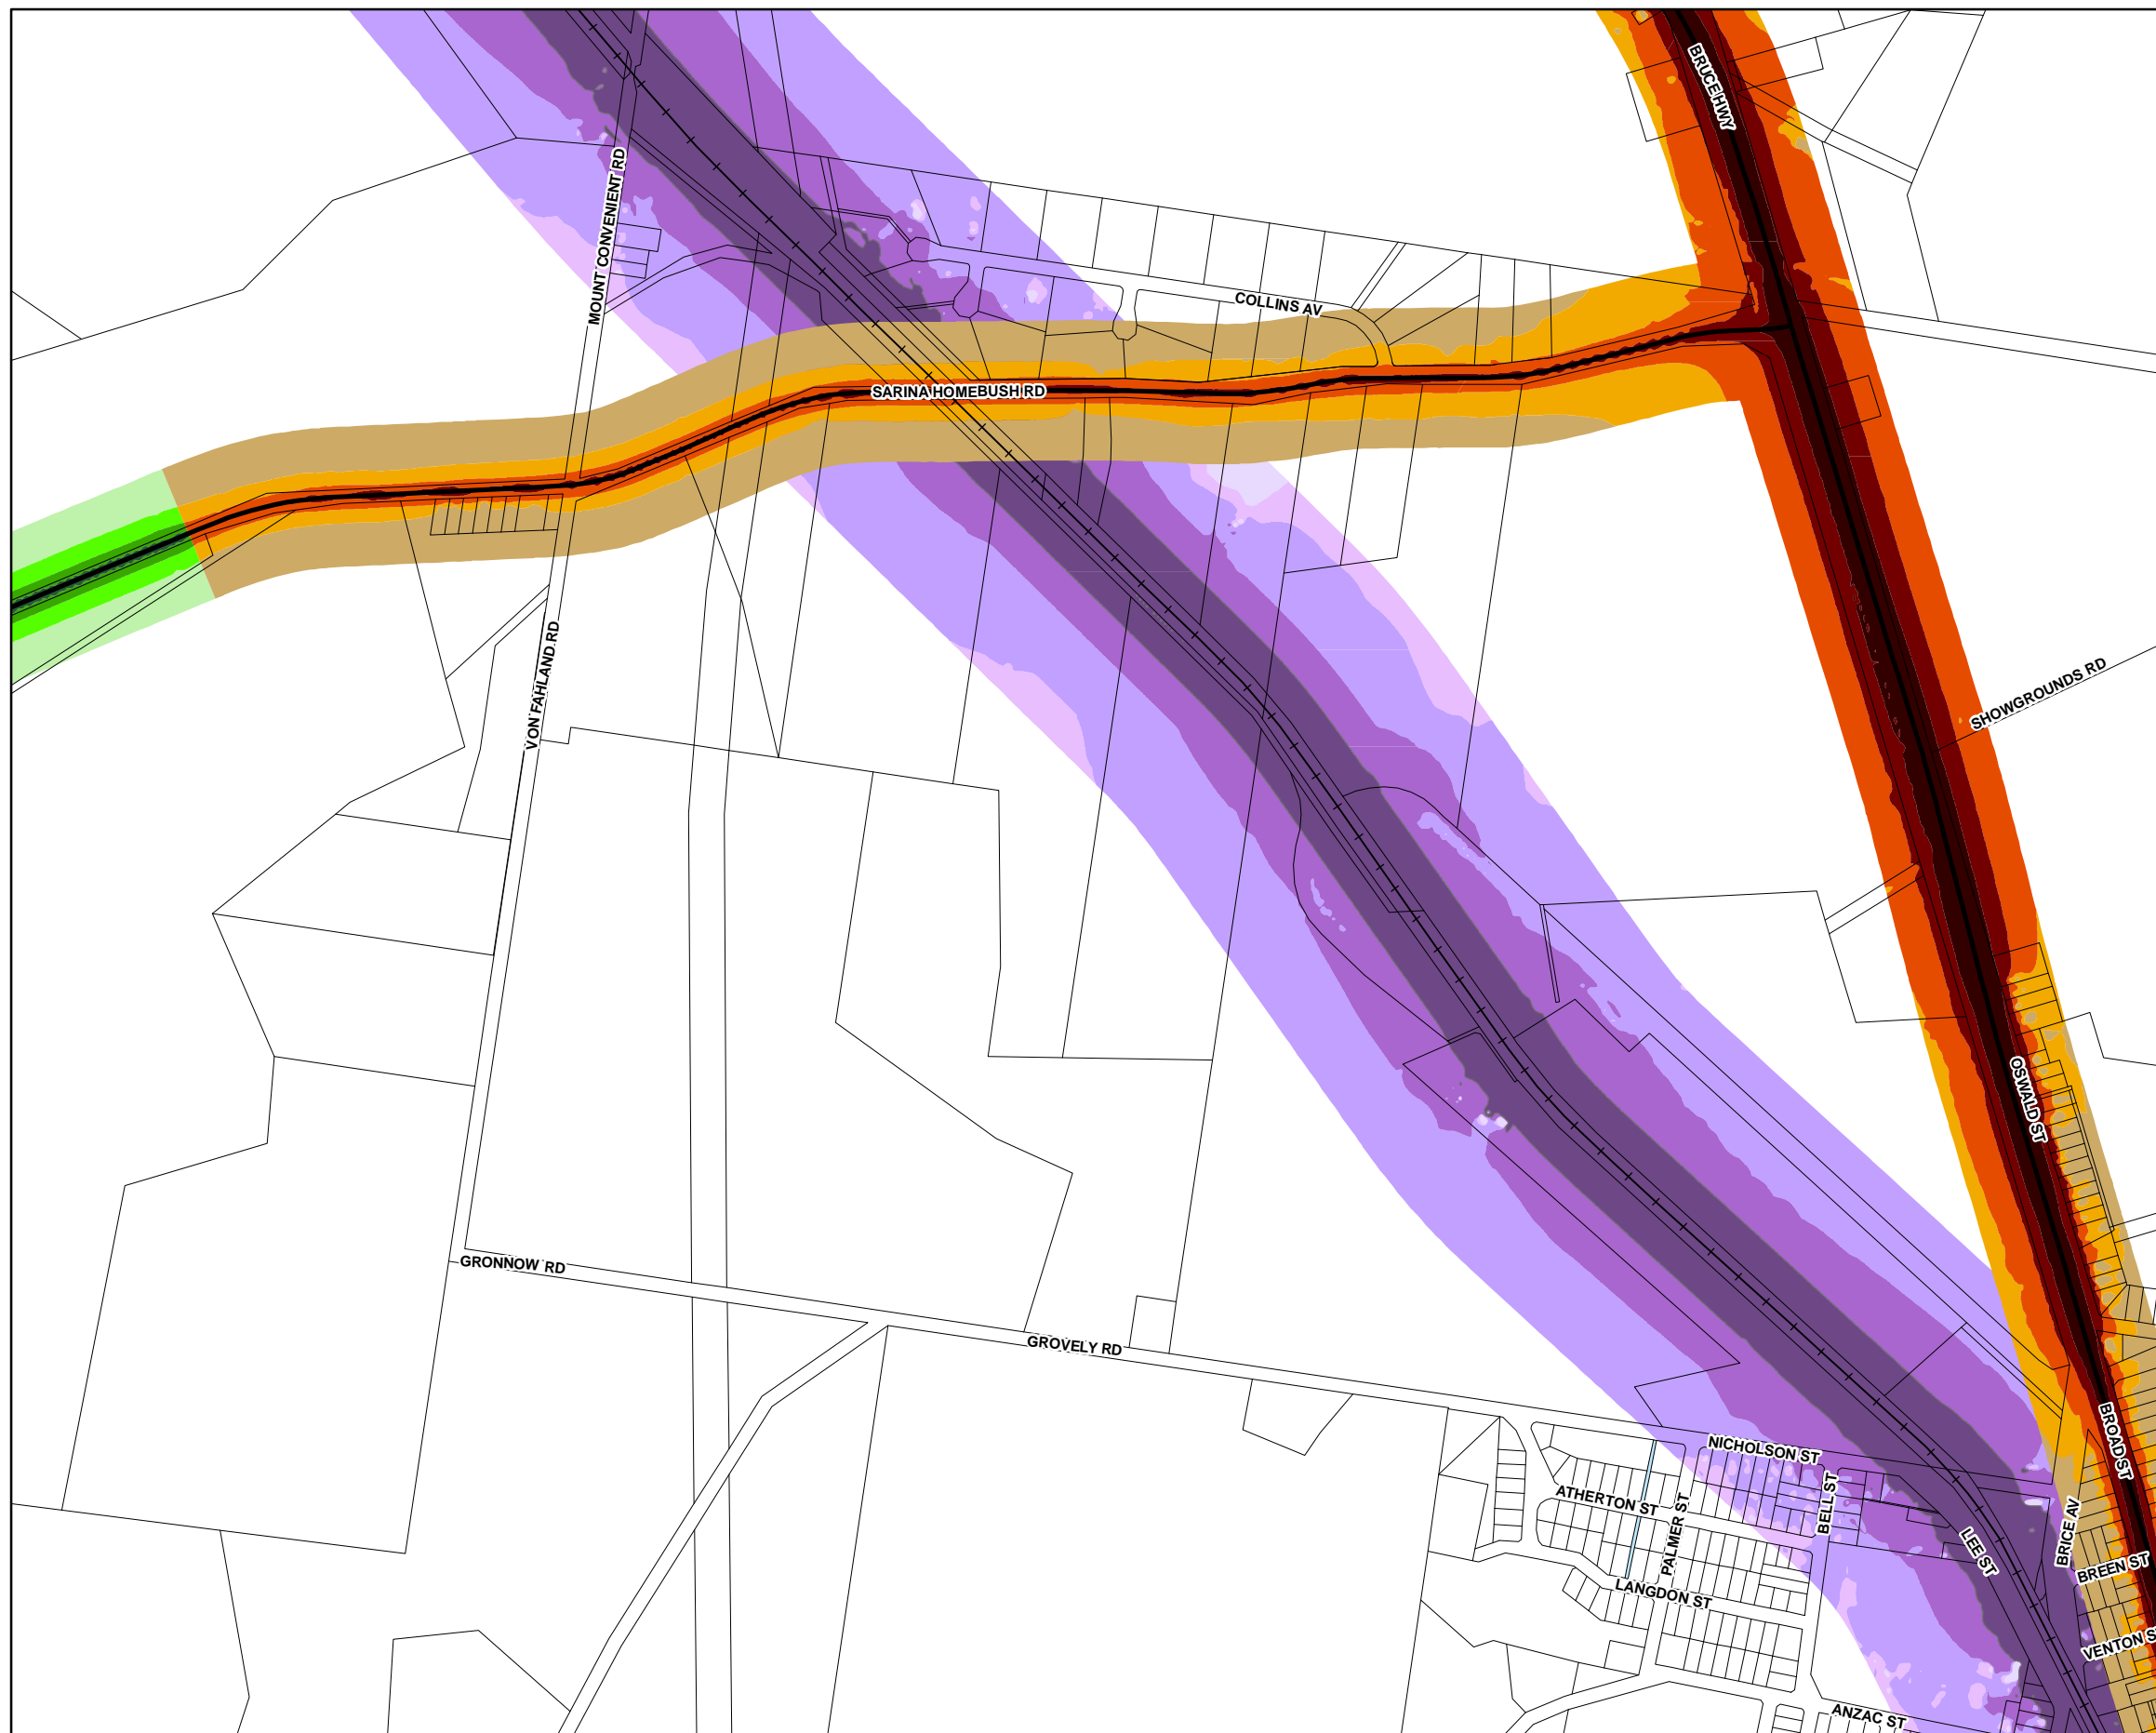 BRUCE HWY
MOUNT CONVENIENT RD
COLLINS AV
SARINA HOMEBUSH RD
VON FAHLAND RD
SHOWGROUNDS RD
OSWALD ST
GRONNOW RD
GROVELY RD
BROAD ST
NICHOLSON ST
ATHERTON ST
PALMER ST
BELL ST
BRICE AV
LEE ST
BREEN ST
LANGDON ST
VENTON S
ANZAC ST